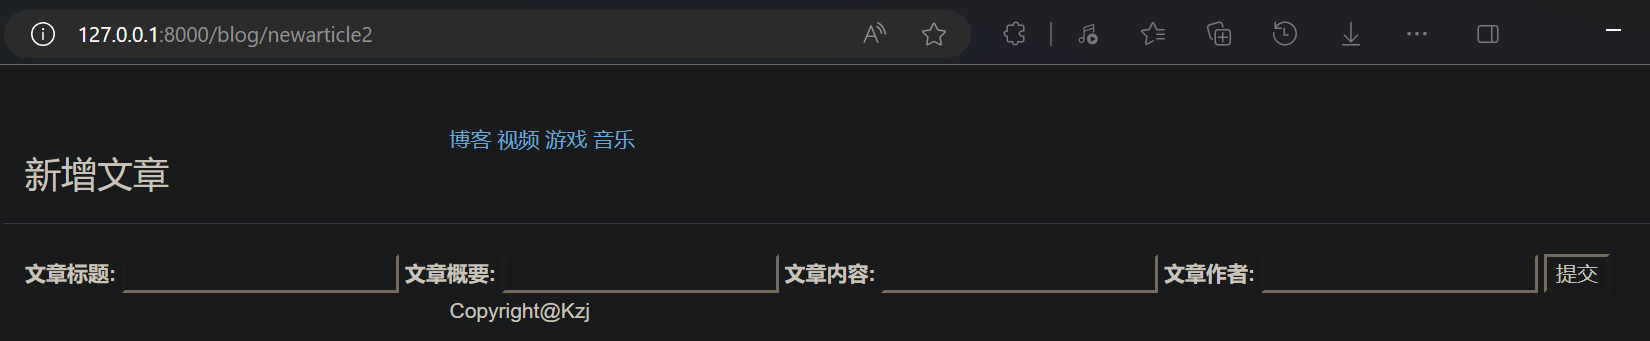 127.0.0.1:8000/blog/newarticle2
博客 视频 游戏 音乐
新增文章
文章标题: 文章概要: 文章内容: 文章作者: 提交
Copyright@Kzj